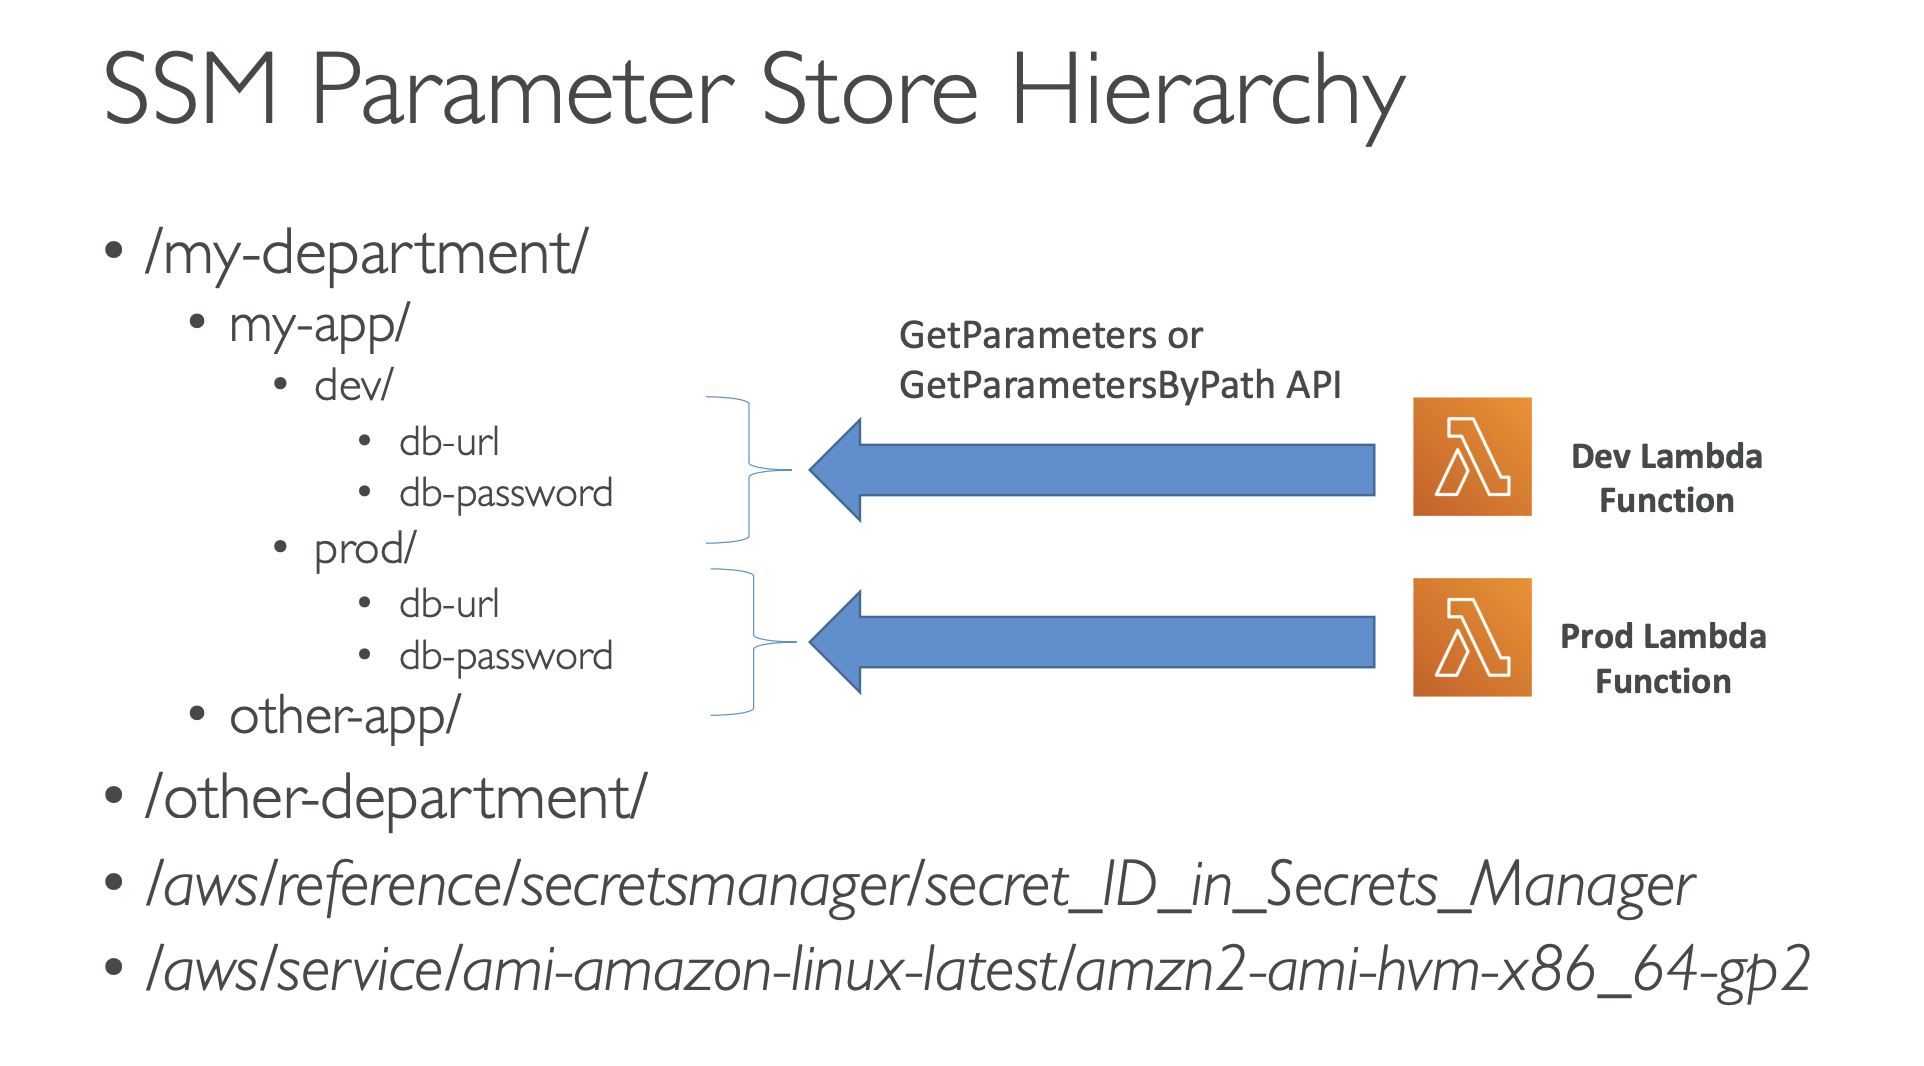 SSM Parameter Store Hierarchy
• /my-department/
• my-app/
• dev/
• db-url
• db-password
• prod/
• db-url
• db-password
• other-app/
• /other-department/
• /aws/reference/secretsmanager/secret_ID_in_Secrets_Manager
• /aws/service/ami-amazon-linux-latest/amzn2-ami-hvm-x86_64-gp2
GetParameters or
GetParametersByPath API
Dev Lambda
Function
Prod Lambda
Function